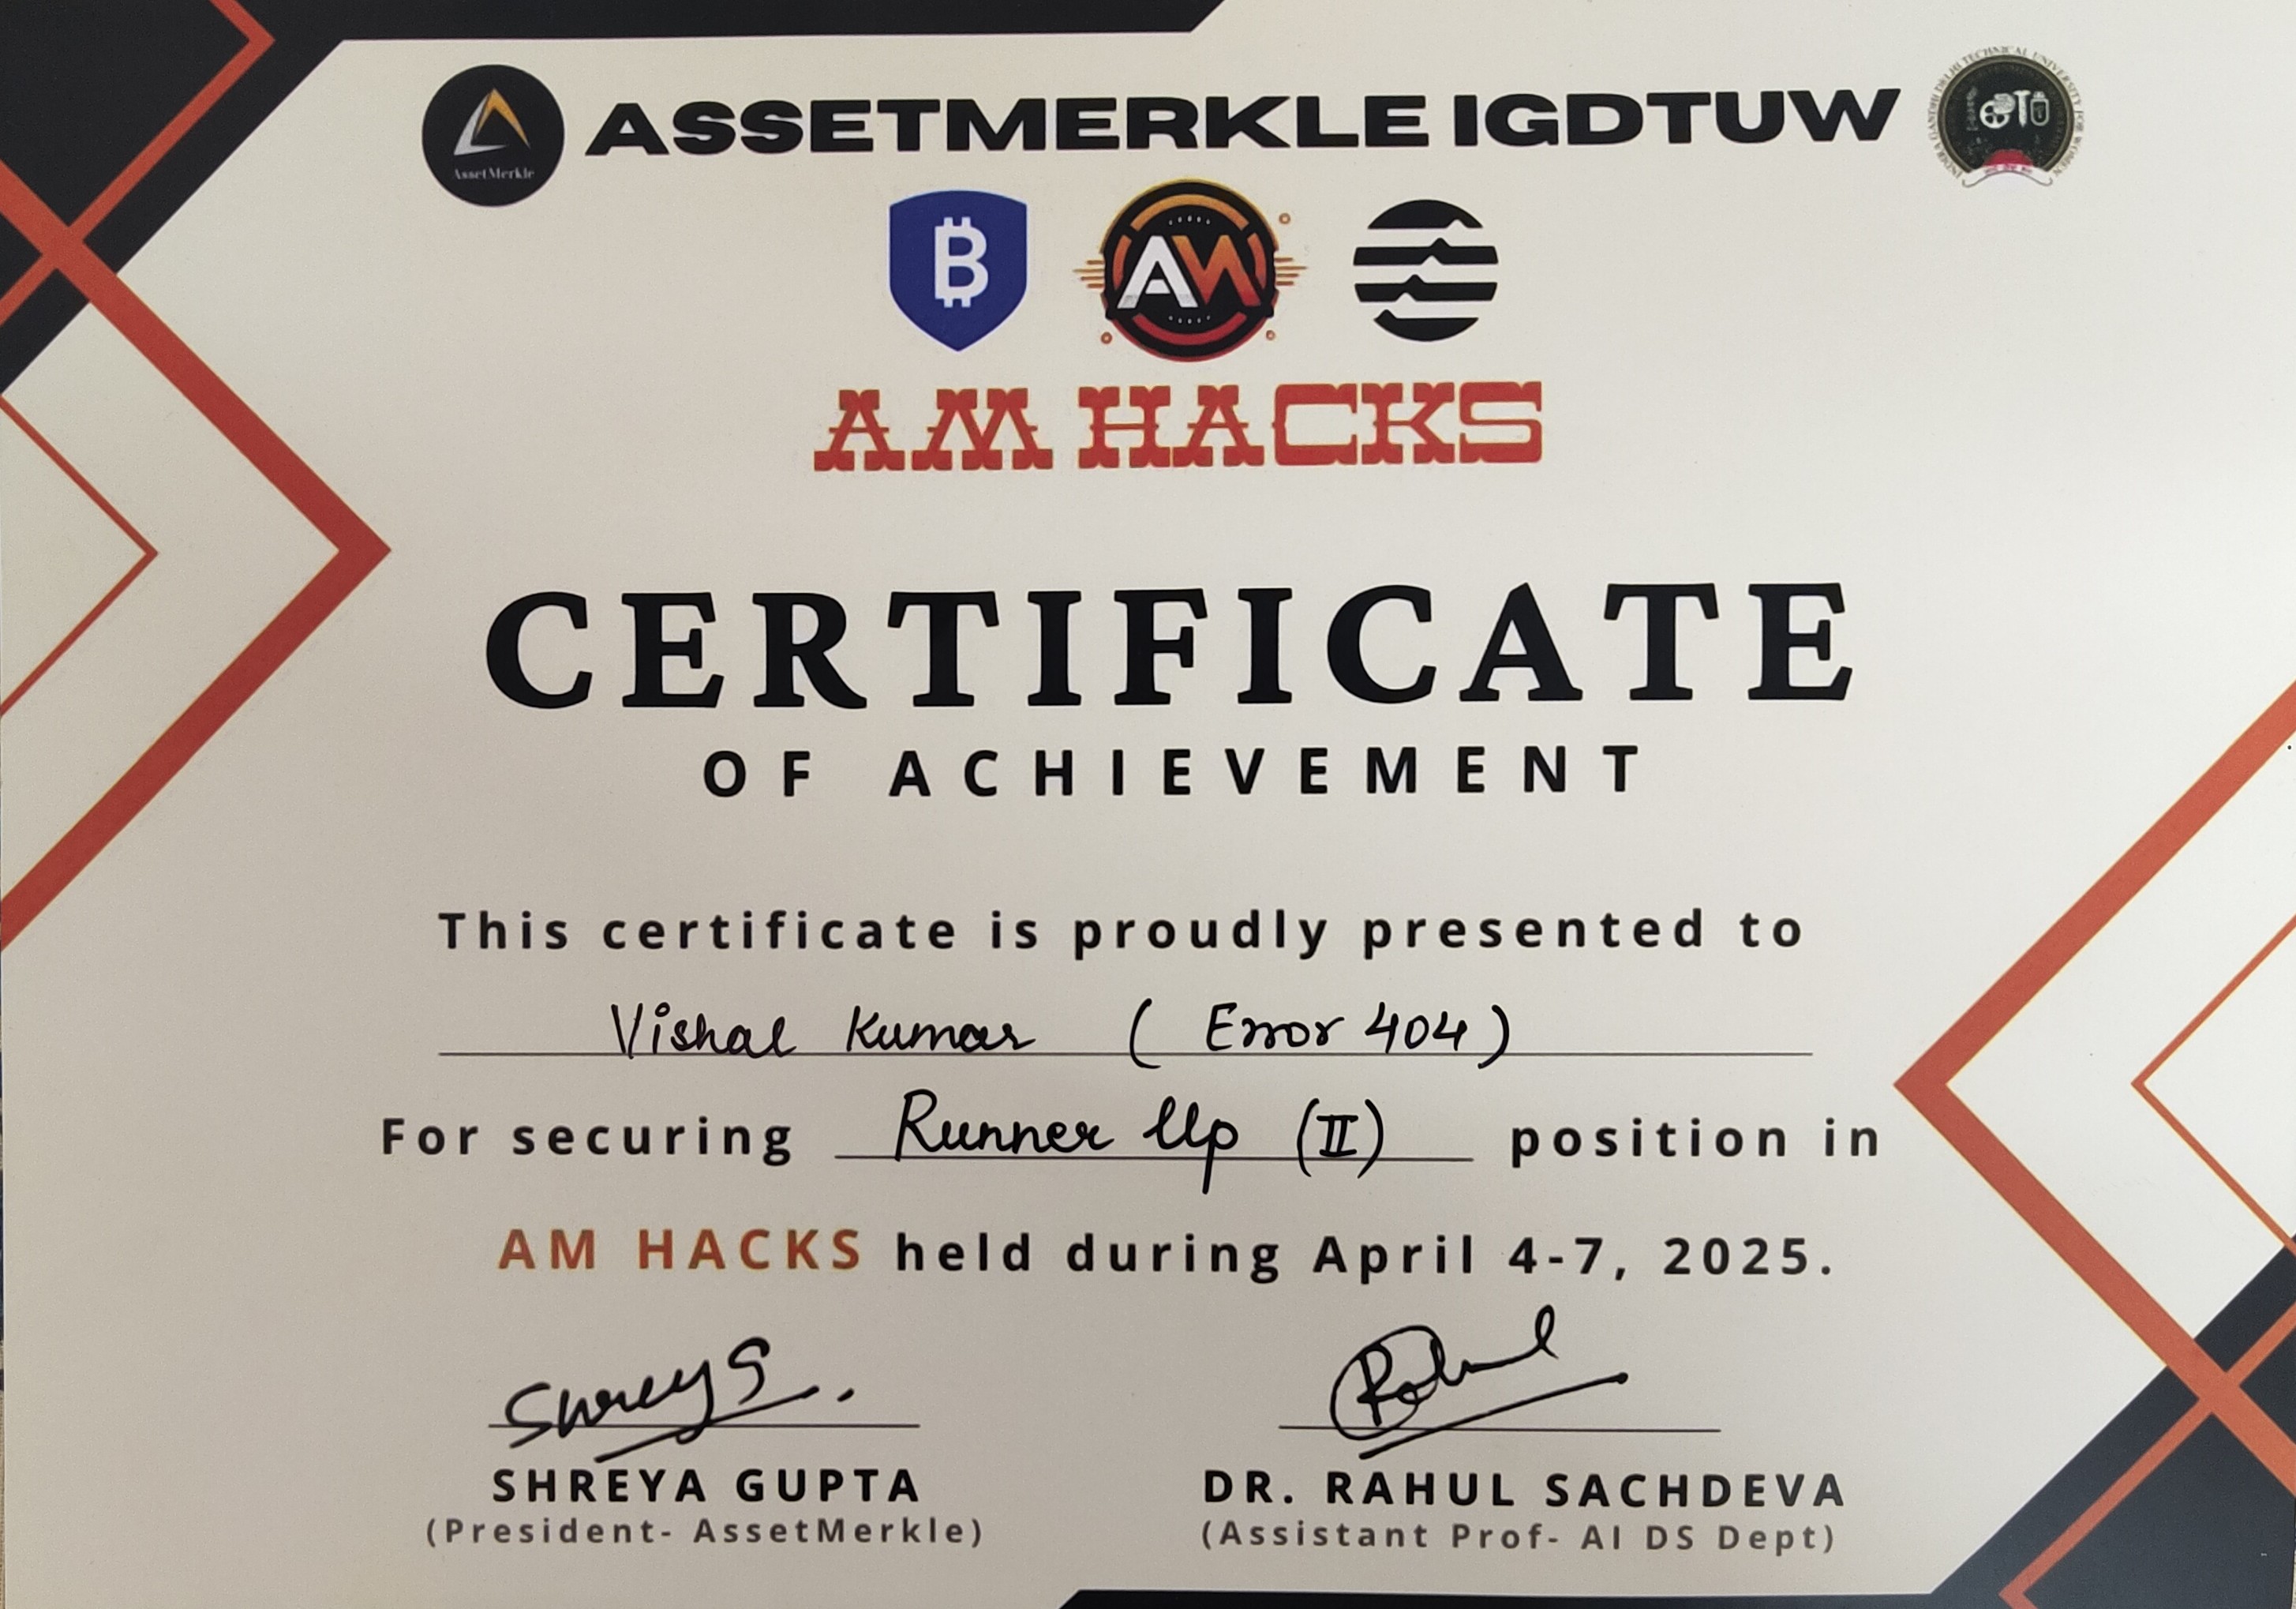 ASSETMERKLE IGDTUW
AssetMerkle
INDIRA GANDHI DELHI TECHNICAL UNIVERSITY FOR WOMEN
AM
AM HACKS
CERTIFICATE
OF ACHIEVEMENT
This certificate is proudly presented to
Vishal Kumar ( Error 404 )
For securing Runner Up (II) position in
AM HACKS held during April 4-7, 2025.
Shreya G. Rahul
SHREYA GUPTA DR. RAHUL SACHDEVA
(President- AssetMerkle) (Assistant Prof- AI DS Dept)